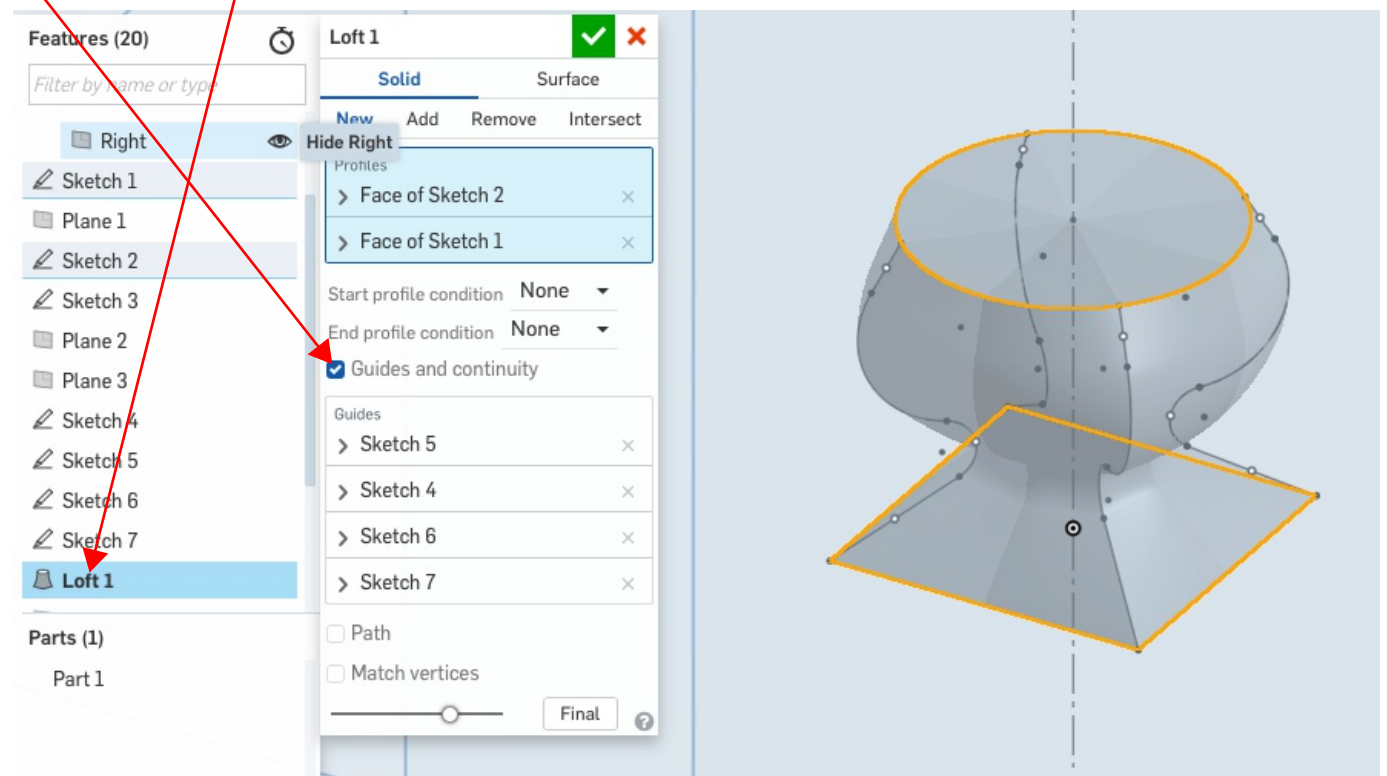 Features (20)
Filter by name or type
Right
Sketch 1
Plane 1
Sketch 2
Sketch 3
Plane 2
Plane 3
Sketch 4
Sketch 5
Sketch 6
Sketch 7
Loft 1
Parts (1)
Part 1
Loft 1
Solid Surface
New Add Remove Intersect
Hide Right
Profiles
Face of Sketch 2
Face of Sketch 1
Start profile condition None
End profile condition None
Guides and continuity
Guides
Sketch 5
Sketch 4
Sketch 6
Sketch 7
Path
Match vertices
Final